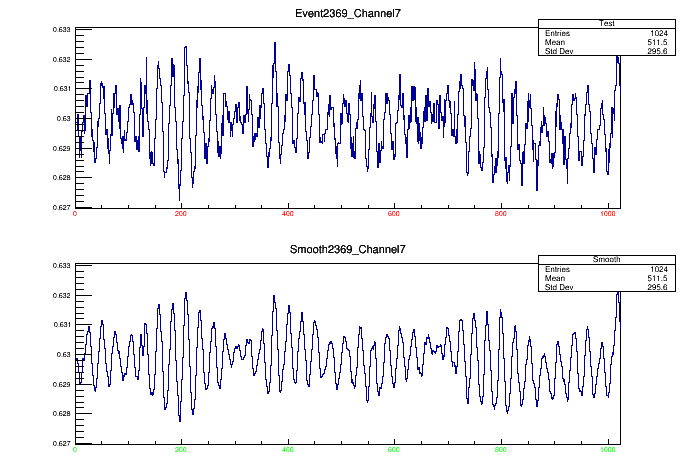 Event2369_Channel7
Test
Entries 1024
Mean 511.5
Std Dev 295.6
0.633
0.632
0.631
0.63
0.629
0.628
0.627
0 200 400 600 800 1000
Smooth2369_Channel7
Smooth
Entries 1024
Mean 511.5
Std Dev 295.6
0.633
0.632
0.631
0.63
0.629
0.628
0.627
0 200 400 600 800 1000